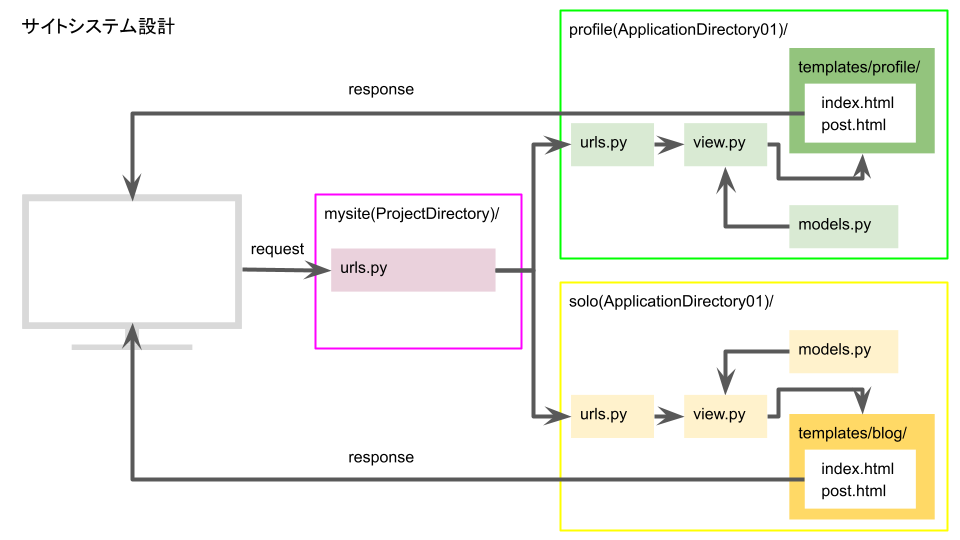 サイトシステム設計
profile(ApplicationDirectory01)/
templates/profile/
index.html
post.html
response
urls.py
view.py
models.py
mysite(ProjectDirectory)/
request
urls.py
solo(ApplicationDirectory01)/
models.py
urls.py
view.py
templates/blog/
index.html
post.html
response